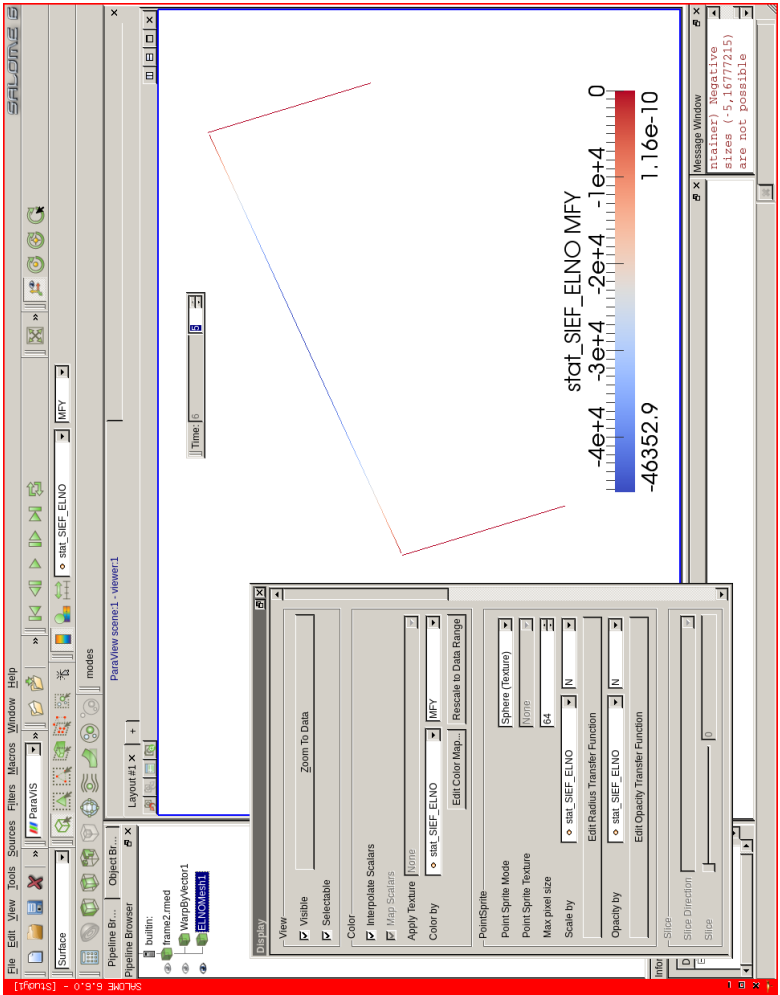 SALOME 6.6.0 - [Study1]
File Edit View Tools Sources Filters Macros Window Help
SALOME 6
ParaVIS
Surface
stat_SIEF_ELNO
MFY
modes
Pipeline Br...
Object Br...
Pipeline Browser
builtin:
frame2.rmed
WarpByVector1
ELNOMesh1
ParaView scene:1 - viewer:1
Layout #1
+
Time: 6
5
stat_SIEF_ELNO MFY
-4e+4
-3e+4
-2e+4
-1e+4
0
-46352.9
1.16e-10
Display
View
Zoom To Data
Visible
Selectable
Color
Interpolate Scalars
Map Scalars
Apply Texture
None
Color by
stat_SIEF_ELNO
MFY
Edit Color Map...
Rescale to Data Range
PointSprite
Point Sprite Mode
Sphere (Texture)
Point Sprite Texture
None
Max pixel size
64
Scale by
stat_SIEF_ELNO
N
Edit Radius Transfer Function
Opacity by
stat_SIEF_ELNO
N
Edit Opacity Transfer Function
Slice
Slice Direction
Slice
0
Infor
D
Message Window
ntainer) Negative
sizes (-5,16777215)
are not possible